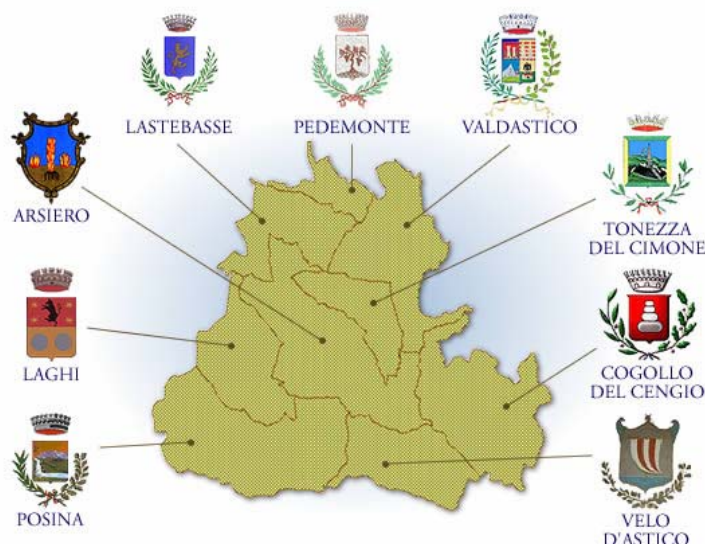 LASTEBASSE
PEDEMONTE
VALDASTICO
ARSIERO
TONEZZA
DEL CIMONE
LAGHI
COGOLLO
DEL CENGIO
POSINA
VELO
D'ASTICO